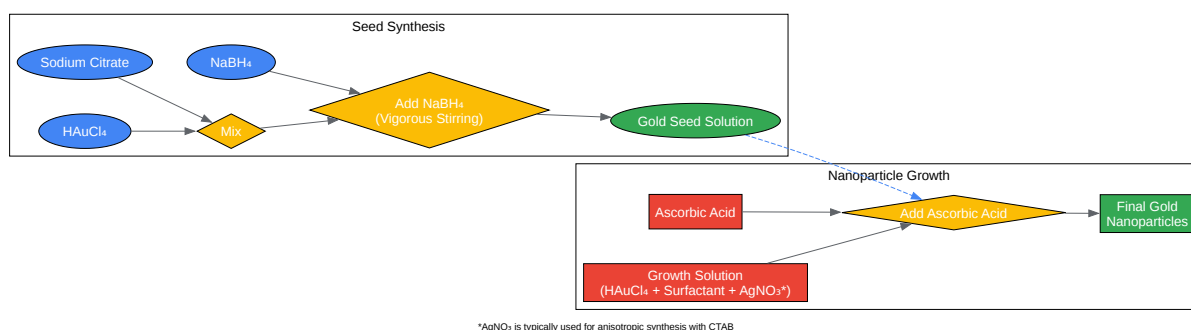 Seed Synthesis
Sodium Citrate
NaBH₄
HAuCl₄
Mix
Add NaBH₄
(Vigorous Stirring)
Gold Seed Solution
Nanoparticle Growth
Ascorbic Acid
Add Ascorbic Acid
Final Gold
Nanoparticles
Growth Solution
(HAuCl₄ + Surfactant + AgNO₃*)
*AgNO₃ is typically used for anisotropic synthesis with CTAB